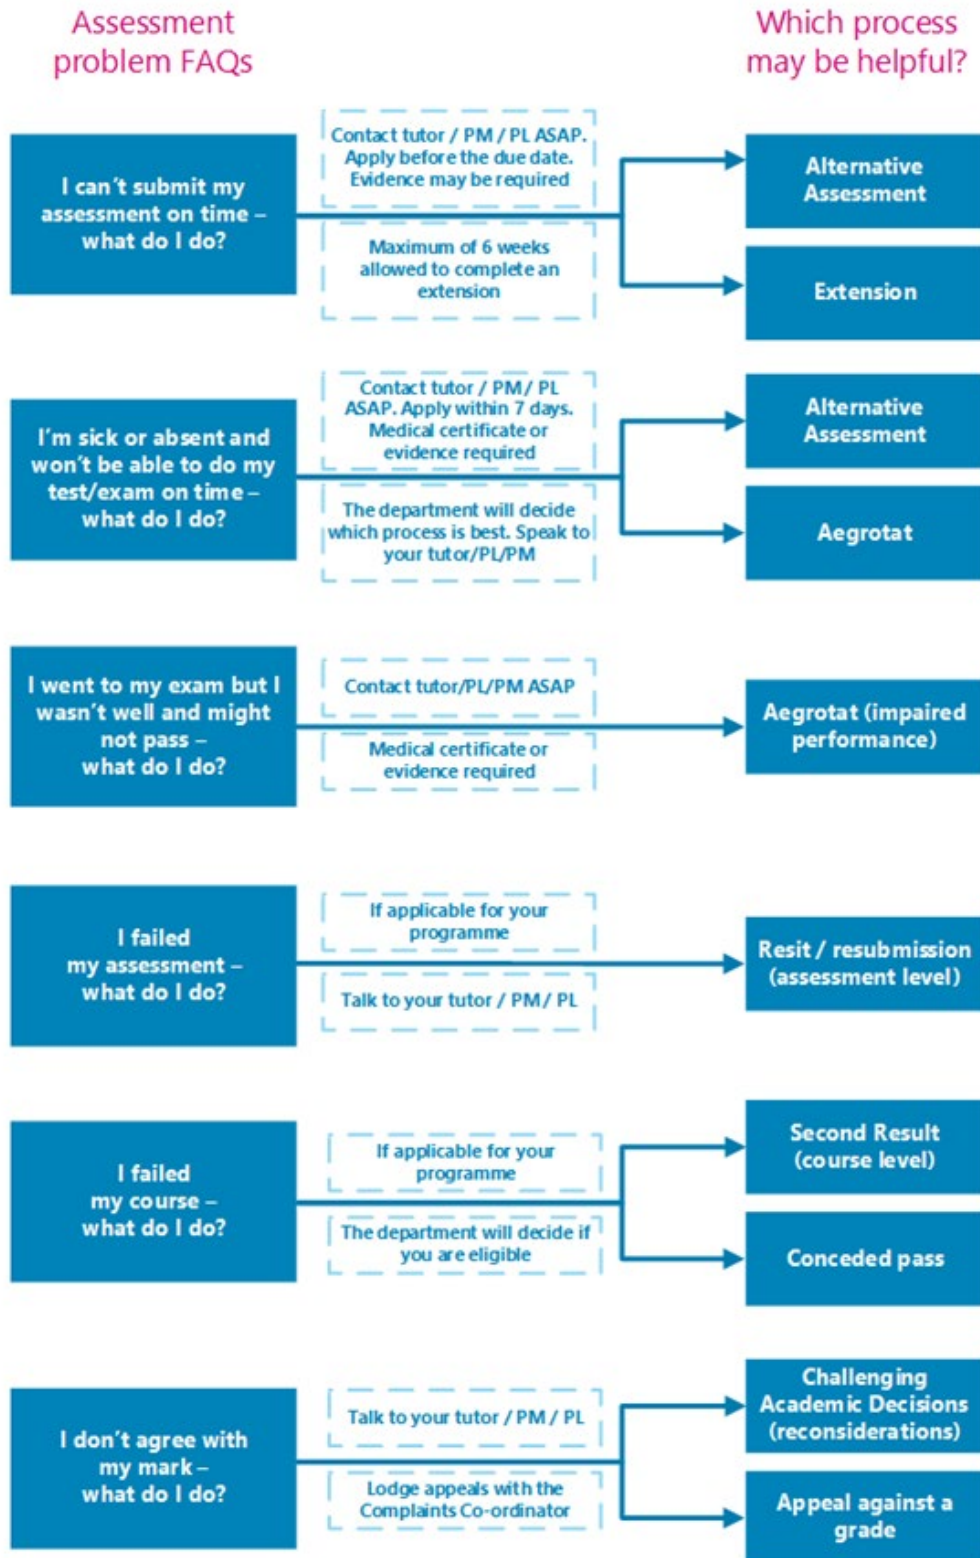 Assessment
problem FAQs
Which process
may be helpful?
I can't submit my
assessment on time –
what do I do?
Contact tutor / PM / PL ASAP.
Apply before the due date.
Evidence may be required
Maximum of 6 weeks
allowed to complete an
extension
Alternative
Assessment
Extension
I'm sick or absent and
won't be able to do my
test/exam on time –
what do I do?
Contact tutor / PM/ PL
ASAP. Apply within 7 days.
Medical certificate or
evidence required
The department will decide
which process is best. Speak to
your tutor/PL/PM
Alternative
Assessment
Aegrotat
I went to my exam but I
wasn't well and might
not pass –
what do I do?
Contact tutor/PL/PM ASAP
Medical certificate or
evidence required
Aegrotat (impaired
performance)
I failed
my assessment –
what do I do?
If applicable for your
programme
Talk to your tutor / PM/ PL
Resit / resubmission
(assessment level)
I failed
my course –
what do I do?
If applicable for your
programme
The department will decide if
you are eligible
Second Result
(course level)
Conceded pass
I don't agree with
my mark –
what do I do?
Talk to your tutor / PM / PL
Lodge appeals with the
Complaints Co-ordinator
Challenging
Academic Decisions
(reconsiderations)
Appeal against a
grade